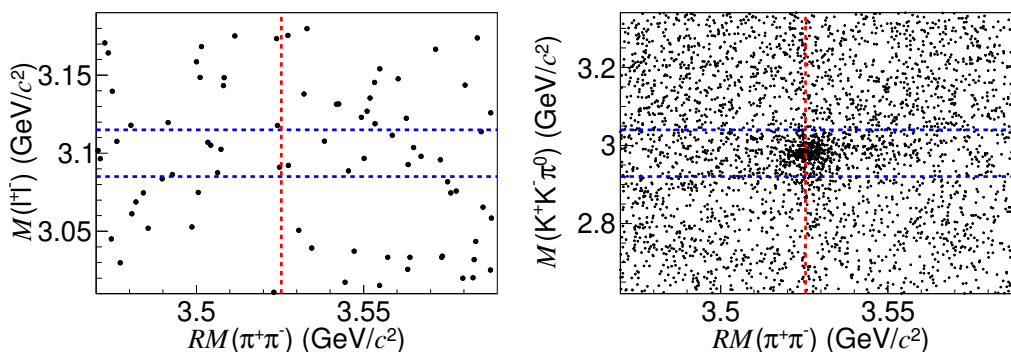 M(l⁺l⁻) (GeV/c²)
3.15
3.1
3.05
3.5
3.55
RM(π⁺π⁻) (GeV/c²)
M(K⁺K⁻π⁰) (GeV/c²)
3.2
3
2.8
3.5
3.55
RM(π⁺π⁻) (GeV/c²)